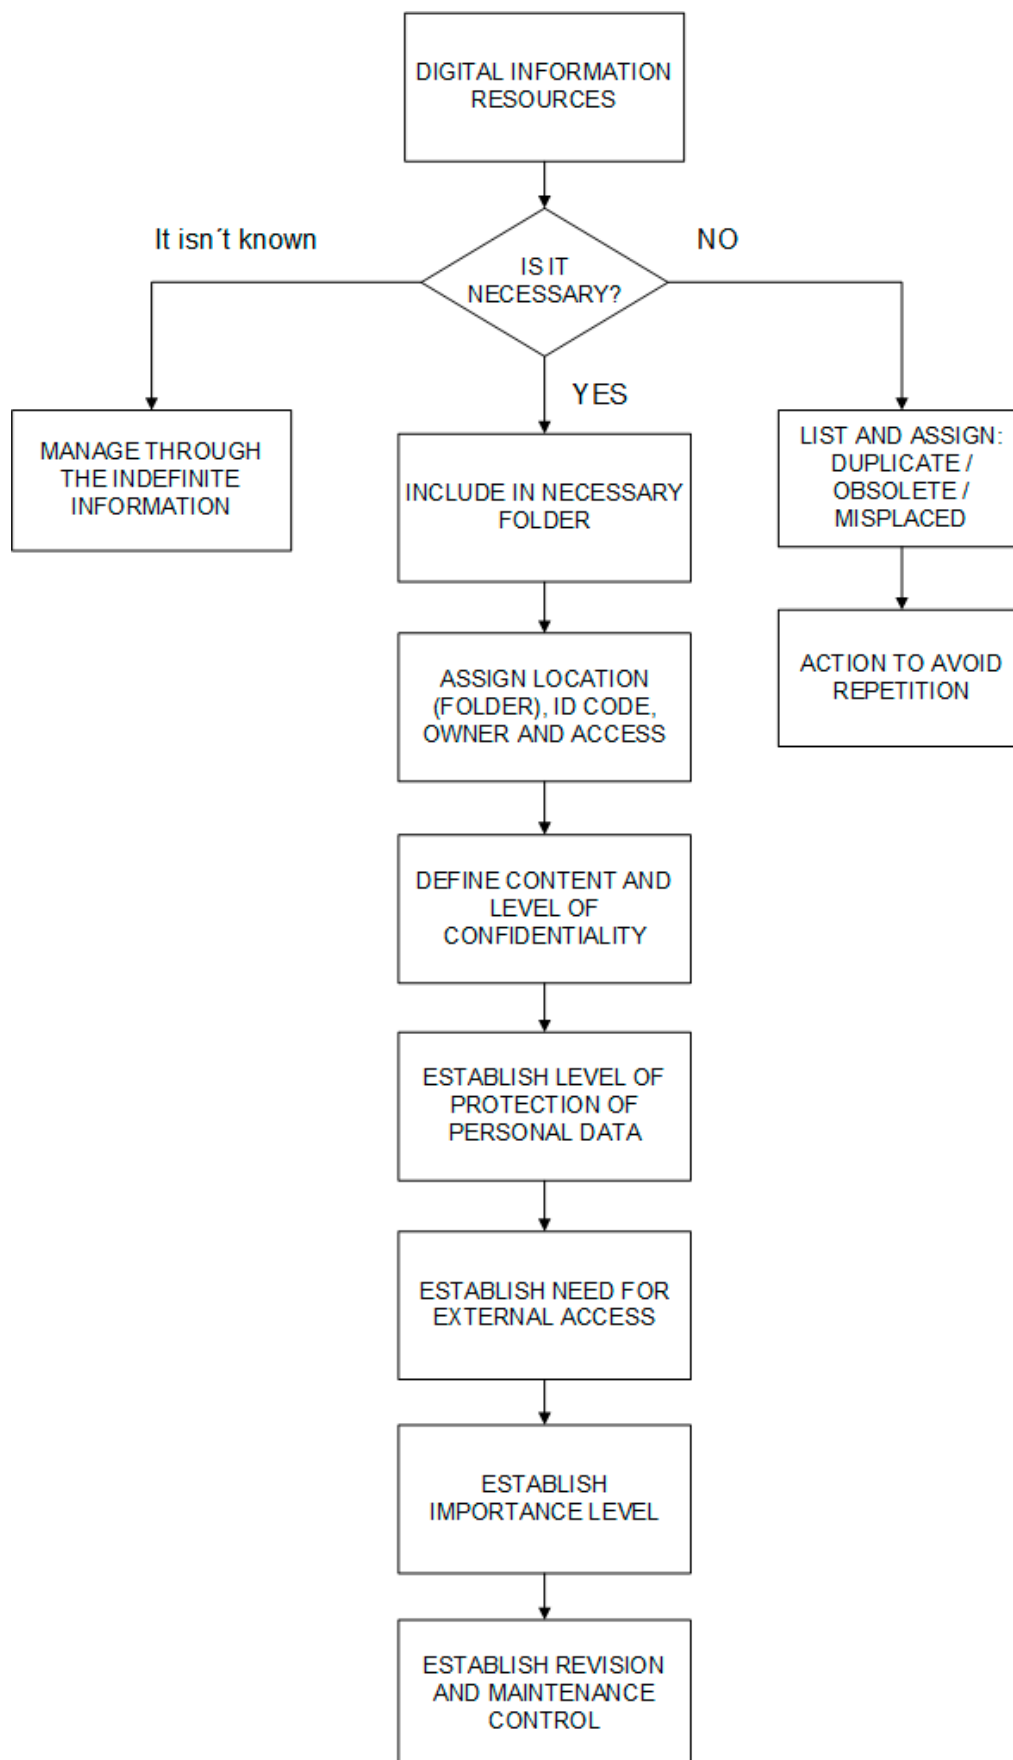 DIGITAL INFORMATION
RESOURCES
It isn´t known
NO
IS IT
NECESSARY?
YES
MANAGE THROUGH
THE INDEFINITE
INFORMATION
INCLUDE IN NECESSARY
FOLDER
LIST AND ASSIGN:
DUPLICATE /
OBSOLETE /
MISPLACED
ASSIGN LOCATION
(FOLDER), ID CODE,
OWNER AND ACCESS
ACTION TO AVOID
REPETITION
DEFINE CONTENT AND
LEVEL OF
CONFIDENTIALITY
ESTABLISH LEVEL OF
PROTECTION OF
PERSONAL DATA
ESTABLISH NEED FOR
EXTERNAL ACCESS
ESTABLISH
IMPORTANCE LEVEL
ESTABLISH REVISION
AND MAINTENANCE
CONTROL